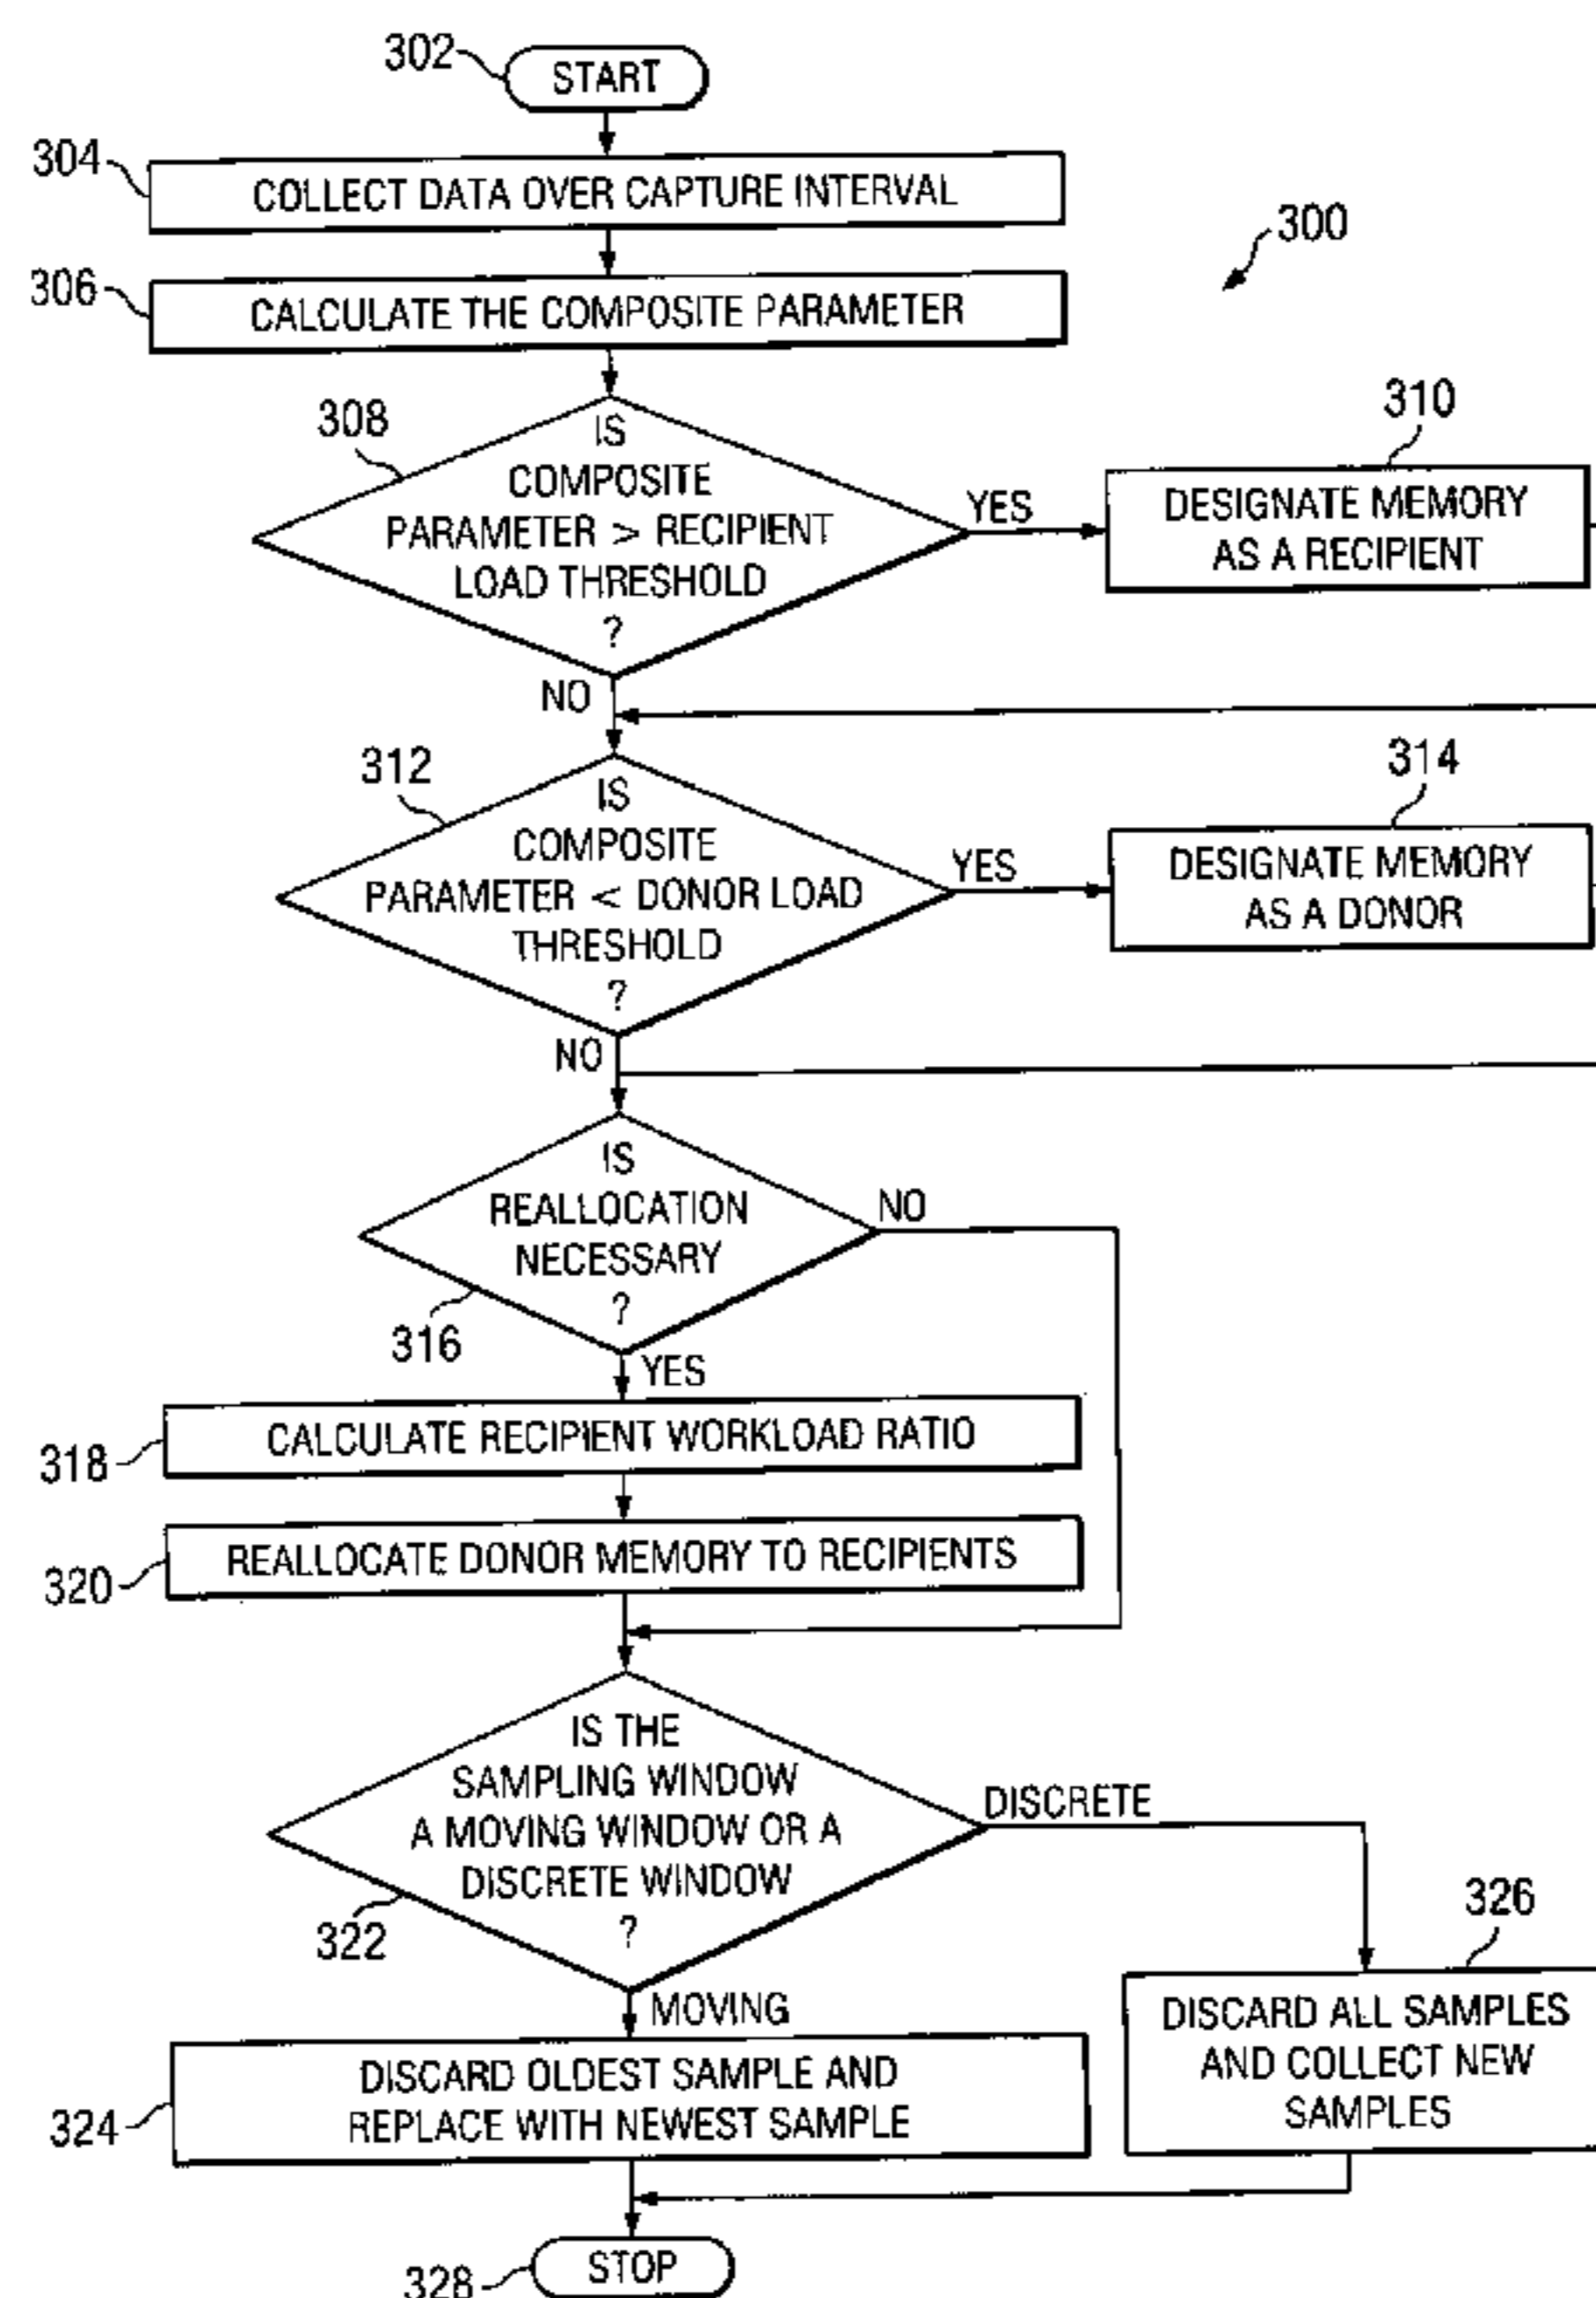 302
START
304
COLLECT DATA OVER CAPTURE INTERVAL
300
306
CALCULATE THE COMPOSITE PARAMETER
308
IS
COMPOSITE
PARAMETER > RECIPIENT
LOAD THRESHOLD
?
YES
310
DESIGNATE MEMORY
AS A RECIPIENT
NO
312
IS
COMPOSITE
PARAMETER < DONOR LOAD
THRESHOLD
?
YES
314
DESIGNATE MEMORY
AS A DONOR
NO
IS
REALLOCATION
NECESSARY
?
NO
316
YES
318
CALCULATE RECIPIENT WORKLOAD RATIO
320
REALLOCATE DONOR MEMORY TO RECIPIENTS
IS THE
SAMPLING WINDOW
A MOVING WINDOW OR A
DISCRETE WINDOW
?
DISCRETE
322
MOVING
326
DISCARD ALL SAMPLES
AND COLLECT NEW
SAMPLES
324
DISCARD OLDEST SAMPLE AND
REPLACE WITH NEWEST SAMPLE
328
STOP